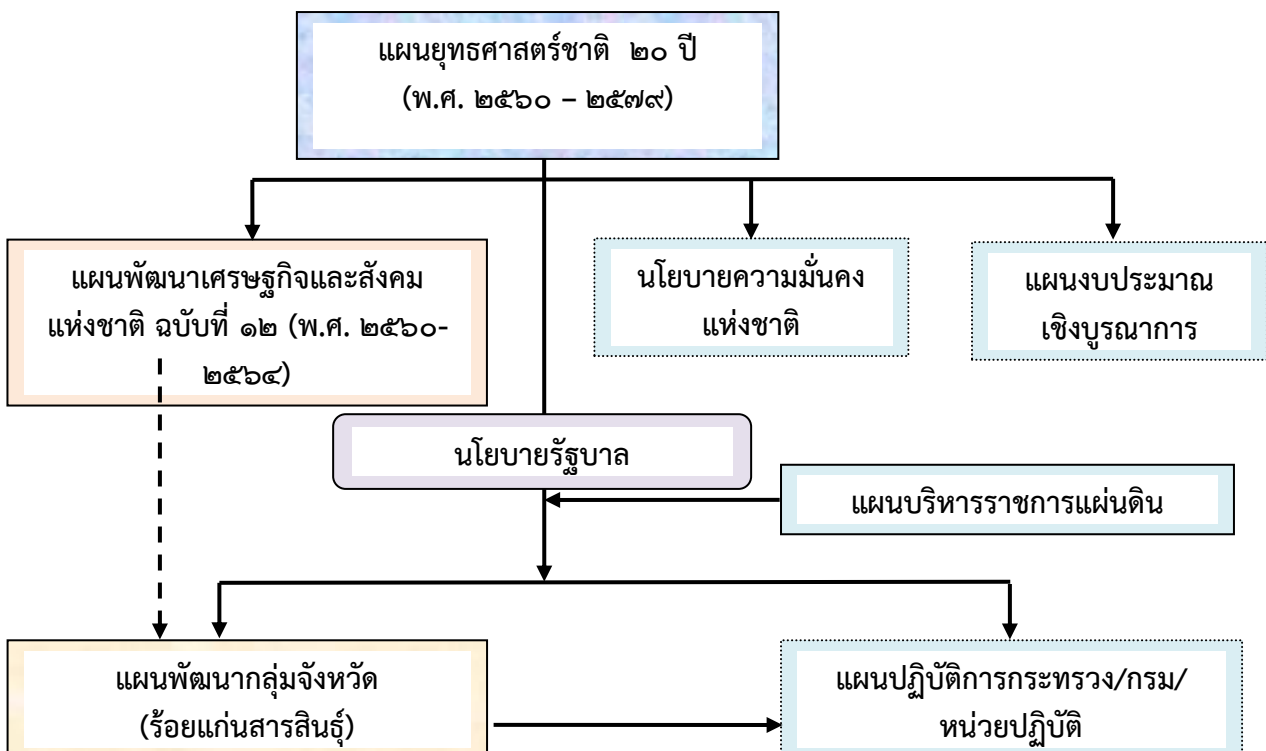 แผนยุทธศาสตร์ชาติ ๒๐ ปี
(พ.ศ. ๒๕๖๐ – ๒๕๗๙)
แผนพัฒนาเศรษฐกิจและสังคม
แห่งชาติ ฉบับที่ ๑๒ (พ.ศ. ๒๕๖๐-
๒๕๖๔)
นโยบายความมั่นคง
แห่งชาติ
แผนงบประมาณ
เชิงบูรณาการ
นโยบายรัฐบาล
แผนบริหารราชการแผ่นดิน
แผนพัฒนากลุ่มจังหวัด
(ร้อยแก่นสารสินธุ์)
แผนปฏิบัติการกระทรวง/กรม/
หน่วยปฏิบัติ